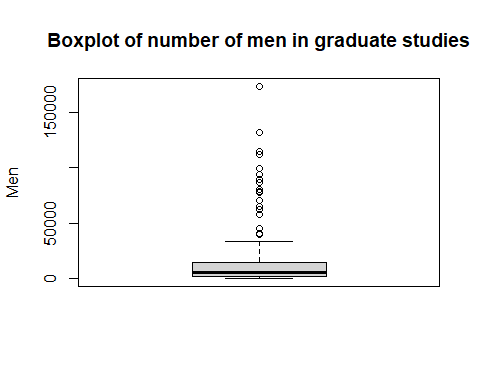 Boxplot of number of men in graduate studies
150000
50000
0
Men